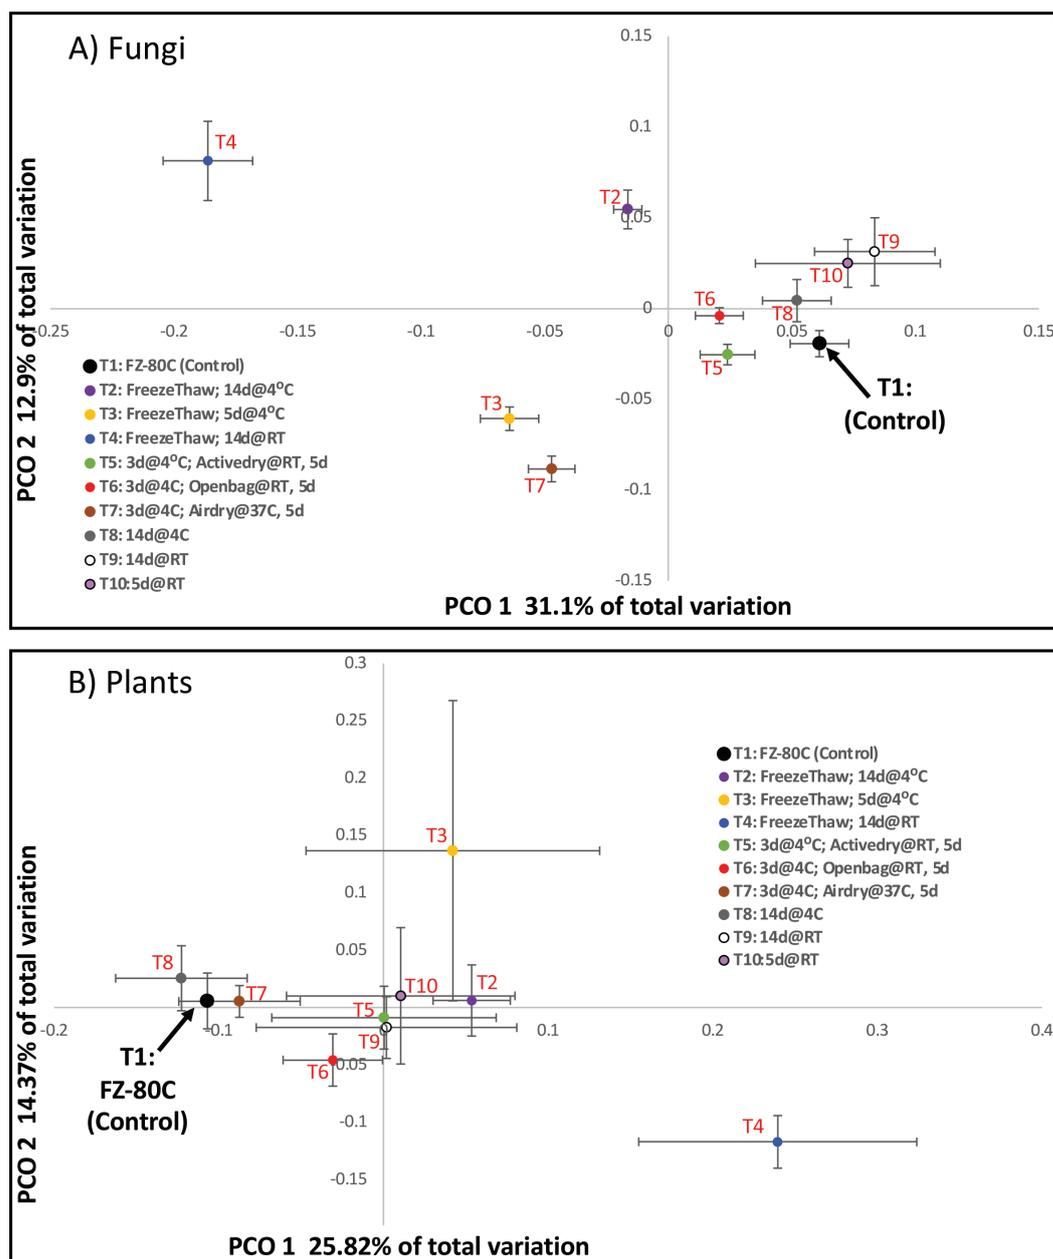 A) Fungi
PCO 2  12.9% of total variation
0.15
0.1
0.05
0
-0.05
-0.1
-0.15
-0.25
-0.2
-0.15
-0.1
-0.05
0
0.05
0.1
0.15
T4
T2
T9
T10
T6
T8
T5
T3
T7
T1:
(Control)
T1: FZ-80C (Control)
T2: FreezeThaw; 14d@4ºC
T3: FreezeThaw; 5d@4ºC
T4: FreezeThaw; 14d@RT
T5: 3d@4ºC; Activedry@RT, 5d
T6: 3d@4C; Openbag@RT, 5d
T7: 3d@4C; Airdry@37C, 5d
T8: 14d@4C
T9: 14d@RT
T10:5d@RT
PCO 1  31.1% of total variation
B) Plants
PCO 2  14.37% of total variation
0.3
0.25
0.2
0.15
0.1
0.05
-0.05
-0.1
-0.15
-0.2
-0.1
0
0.1
0.2
0.3
0.4
T3
T8
T7
T10
T2
T5
T9
T6
T4
T1:
FZ-80C
(Control)
T1: FZ-80C (Control)
T2: FreezeThaw; 14d@4ºC
T3: FreezeThaw; 5d@4ºC
T4: FreezeThaw; 14d@RT
T5: 3d@4ºC; Activedry@RT, 5d
T6: 3d@4C; Openbag@RT, 5d
T7: 3d@4C; Airdry@37C, 5d
T8: 14d@4C
T9: 14d@RT
T10:5d@RT
PCO 1  25.82% of total variation